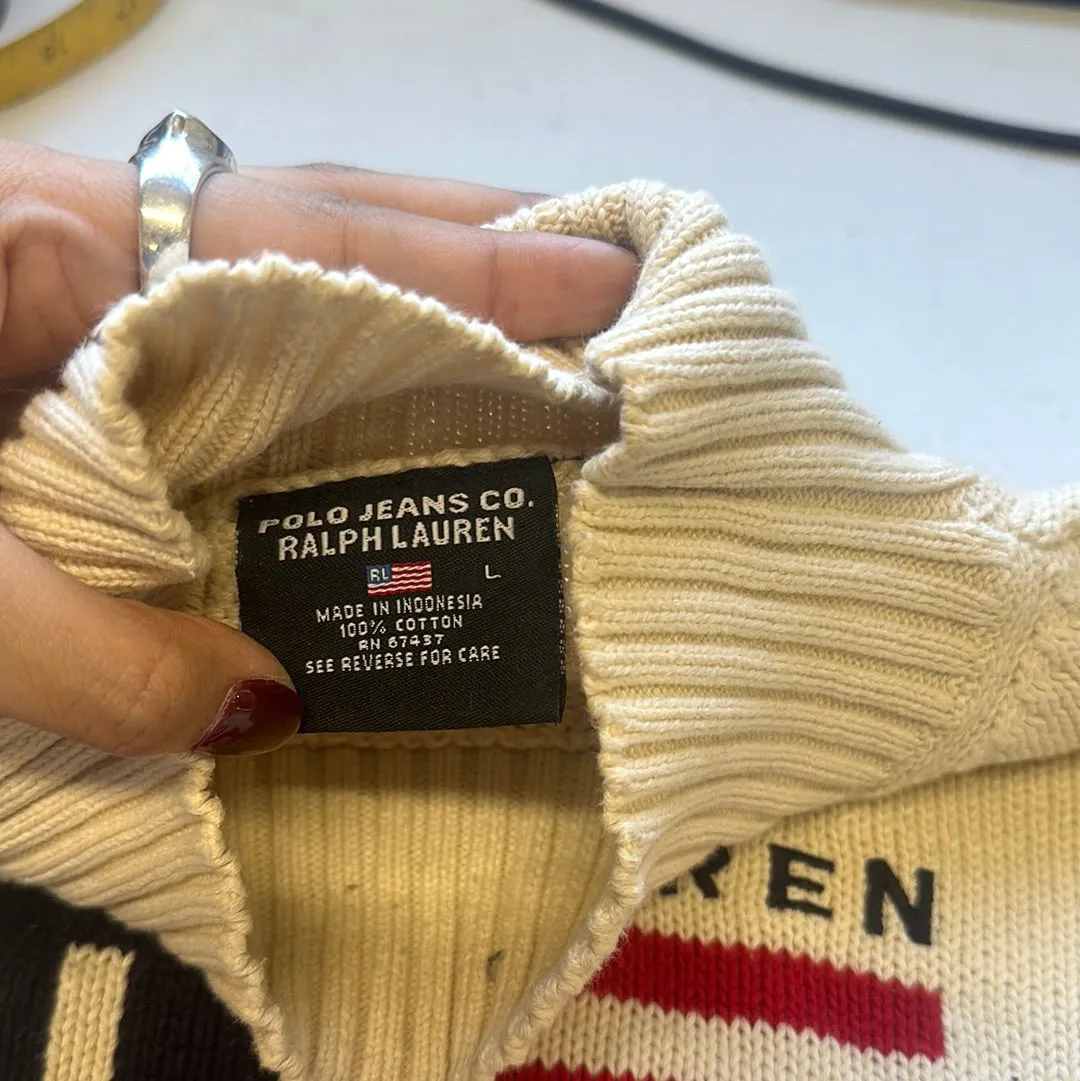 POLO JEANS CO.
RALPH LAUREN
RL
L
MADE IN INDONESIA
100% COTTON
RN 67437
SEE REVERSE FOR CARE
REN